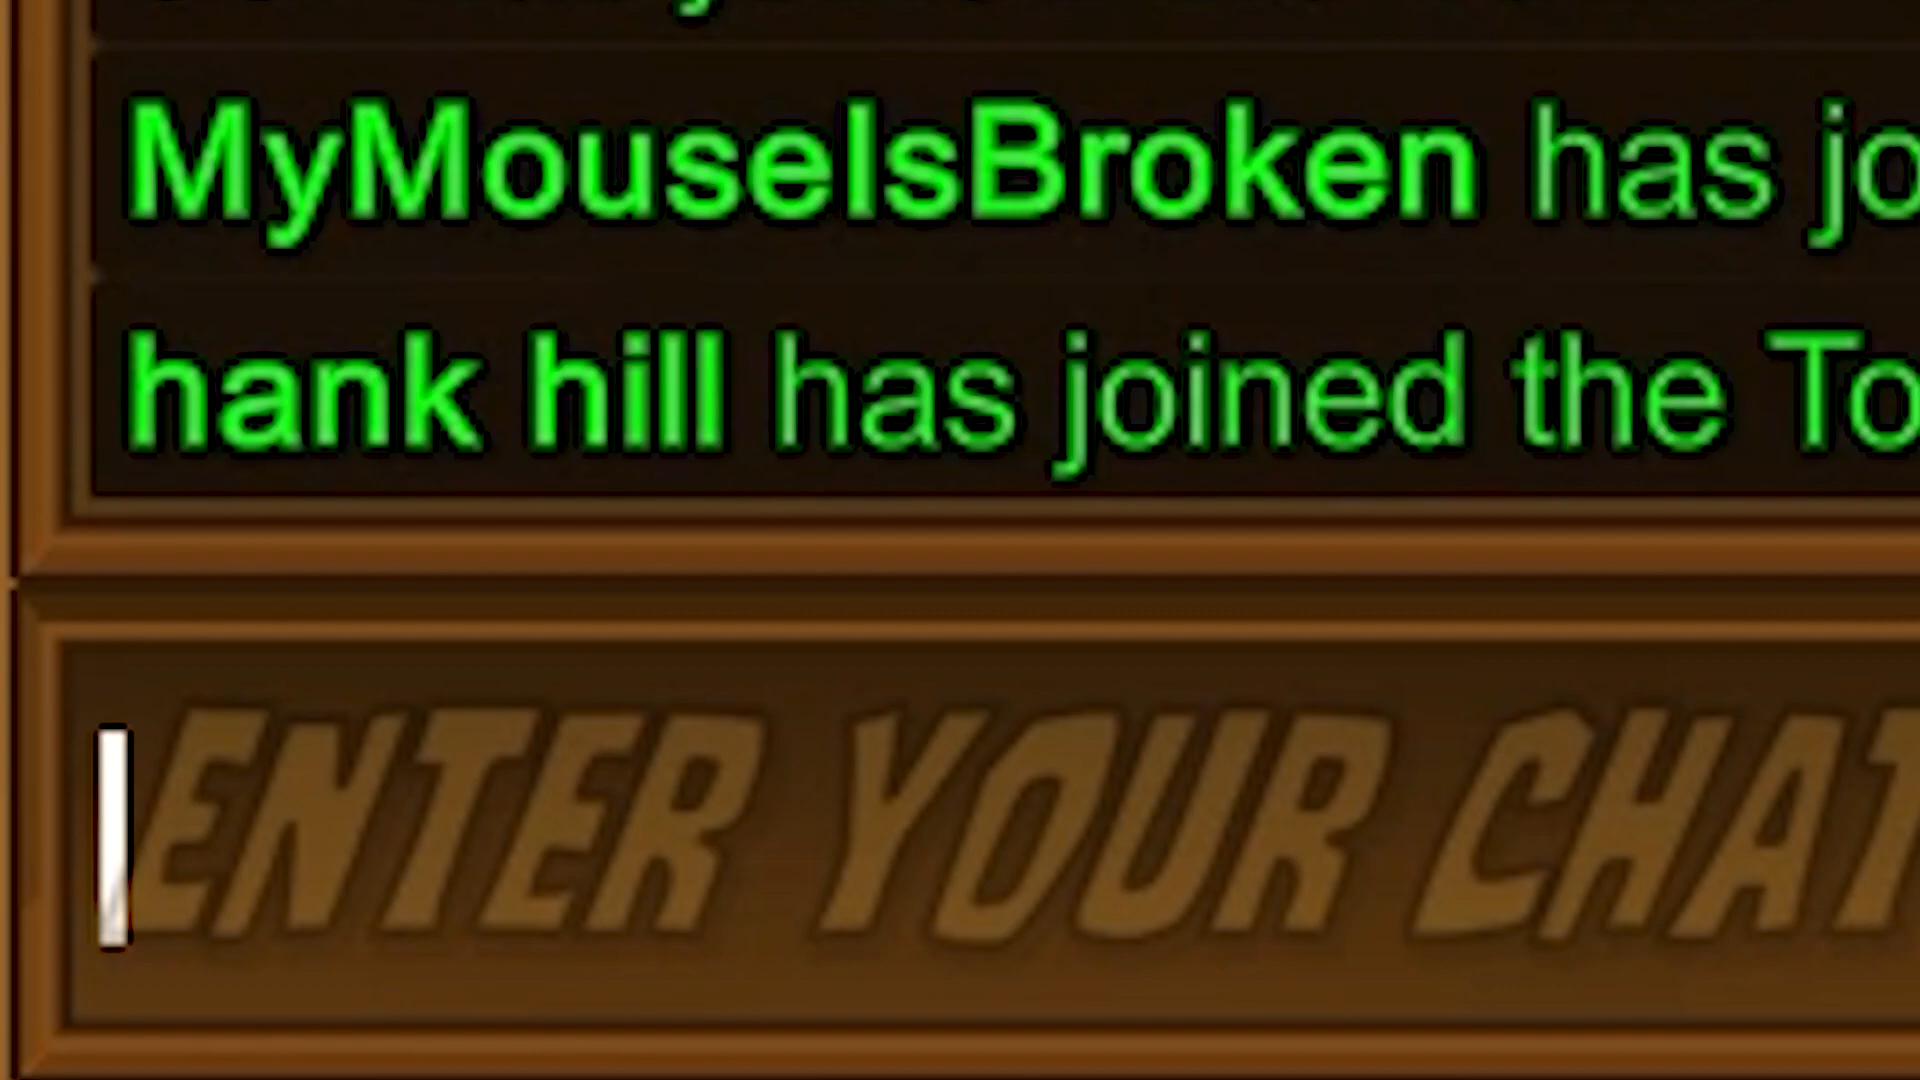 MyMouseIsBroken has jo
hank hill has joined the To
ENTER YOUR CHAT